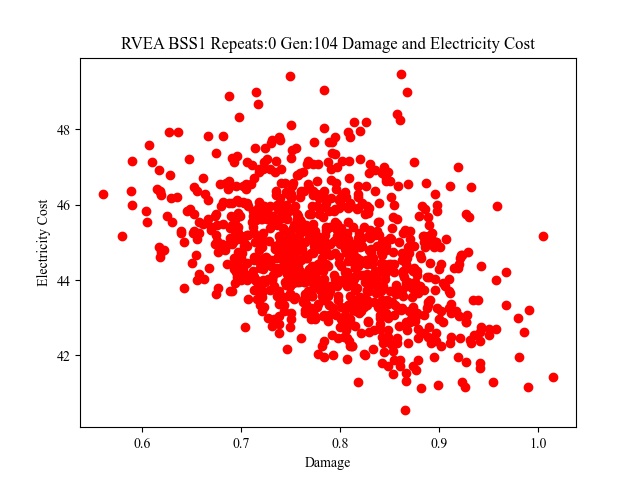 RVEA BSS1 Repeats:0 Gen:104 Damage and Electricity Cost
Electricity Cost
48
46
44
42
0.6 0.7 0.8 0.9 1.0
Damage